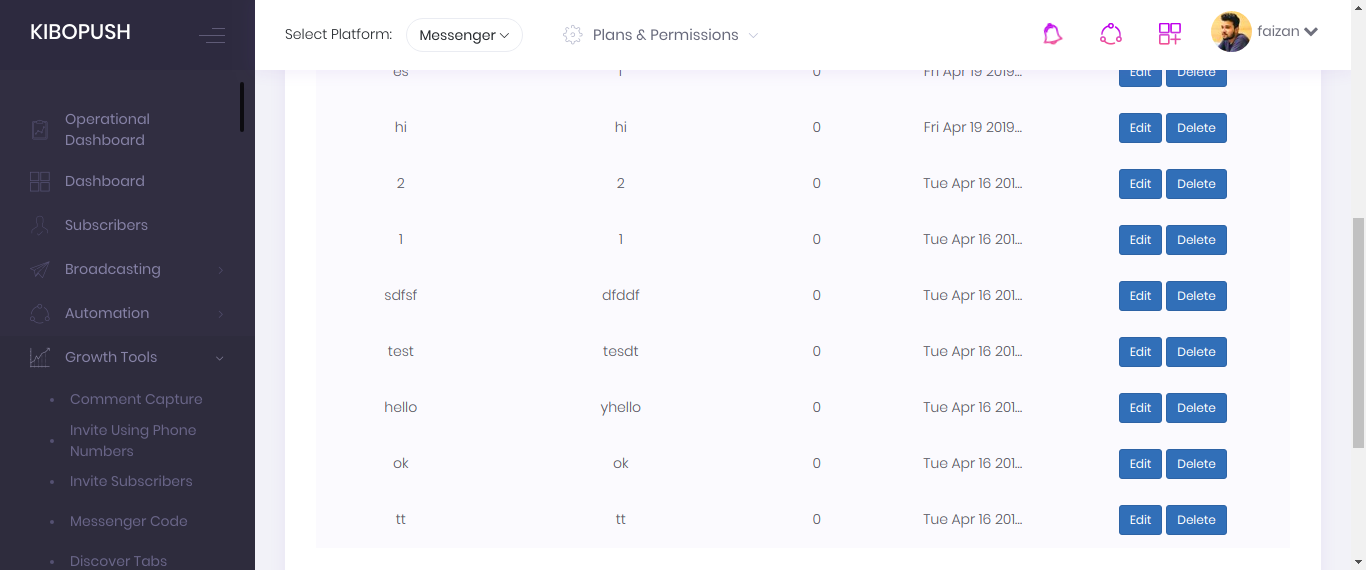 KIBOPUSH
Select Platform: Messenger
Plans & Permissions
faizan
Operational
Dashboard
Dashboard
Subscribers
Broadcasting
Automation
Growth Tools
Comment Capture
Invite Using Phone
Numbers
Invite Subscribers
Messenger Code
Discover Tabs
es 0 Fri Apr 19 2019... Edit Delete
hi hi 0 Fri Apr 19 2019... Edit Delete
2 2 0 Tue Apr 16 201... Edit Delete
1 1 0 Tue Apr 16 201... Edit Delete
sdfsf dfddf 0 Tue Apr 16 201... Edit Delete
test tesdt 0 Tue Apr 16 201... Edit Delete
hello yhello 0 Tue Apr 16 201... Edit Delete
ok ok 0 Tue Apr 16 201... Edit Delete
tt tt 0 Tue Apr 16 201... Edit Delete